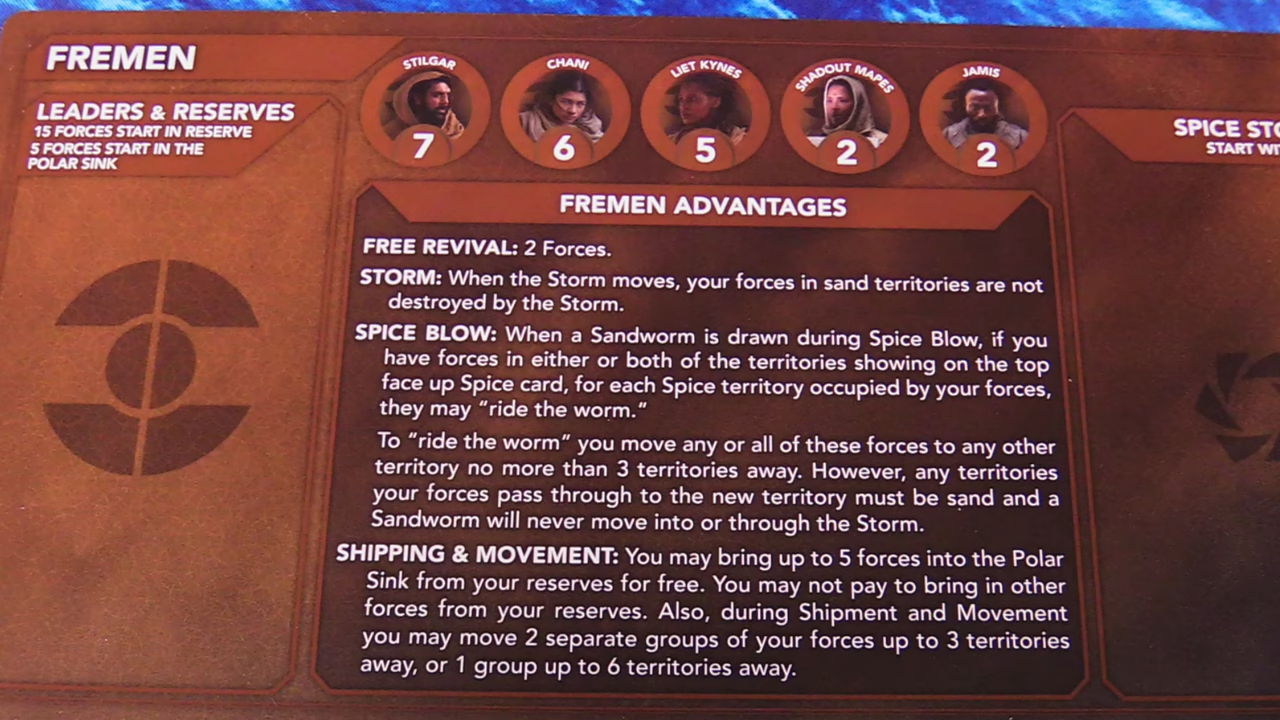 FREMEN
LEADERS & RESERVES
15 FORCES START IN RESERVE
5 FORCES START IN THE
POLAR SINK
STILGAR
7
CHANI
6
LIET KYNES
5
SHADOUT MAPES
2
JAMIS
2
FREMEN ADVANTAGES
FREE REVIVAL: 2 Forces.
STORM: When the Storm moves, your forces in sand territories are not
destroyed by the Storm.
SPICE BLOW: When a Sandworm is drawn during Spice Blow, if you
have forces in either or both of the territories showing on the top
face up Spice card, for each Spice territory occupied by your forces,
they may "ride the worm."
To "ride the worm" you move any or all of these forces to any other
territory no more than 3 territories away. However, any territories
your forces pass through to the new territory must be sand and a
Sandworm will never move into or through the Storm.
SHIPPING & MOVEMENT: You may bring up to 5 forces into the Polar
Sink from your reserves for free. You may not pay to bring in other
forces from your reserves. Also, during Shipment and Movement
you may move 2 separate groups of your forces up to 3 territories
away, or 1 group up to 6 territories away.
SPICE
START